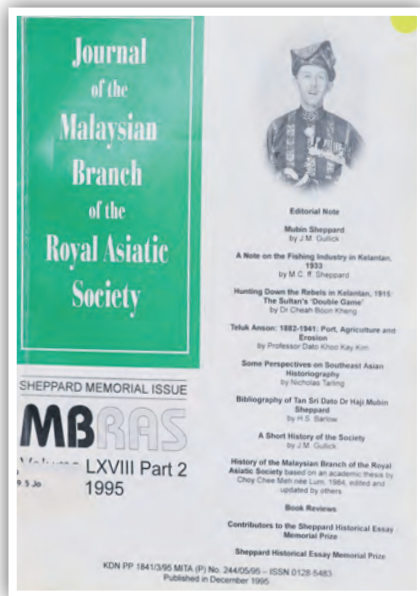 Journal
of the
Malaysian
Branch
of the
Royal Asiatic
Society
SHEPPARD MEMORIAL ISSUE
MBRAS
LXVIII Part 2
1995
9.5 Jo
Editorial Note
Mubin Sheppard
by J.M. Gullick
A Note on the Fishing Industry in Kelantan,
1933
by M.C. ff. Sheppard
Hunting Down the Rebels in Kelantan, 1915:
The Sultan's 'Double Game'
by Dr Cheah Boon Kheng
Teluk Anson: 1882-1941: Port, Agriculture and
Erosion
by Professor Dato Khoo Kay Kim
Some Perspectives on Southeast Asian
Historiography
by Nicholas Tarling
Bibliography of Tan Sri Dato Dr Haji Mubin
Sheppard
by H.S. Barlow
A Short History of the Society
by J.M. Gullick
History of the Malaysian Branch of the Royal
Asiatic Society based on an academic thesis by
Choy Chee Meh née Lum, 1984, edited and
updated by others
Book Reviews
Contributors to the Sheppard Historical Essay
Memorial Prize
Sheppard Historical Essay Memorial Prize
KDN PP 1841/3/95 MITA (P) No. 244/05/95 – ISSN 0128-5483
Published in December 1995